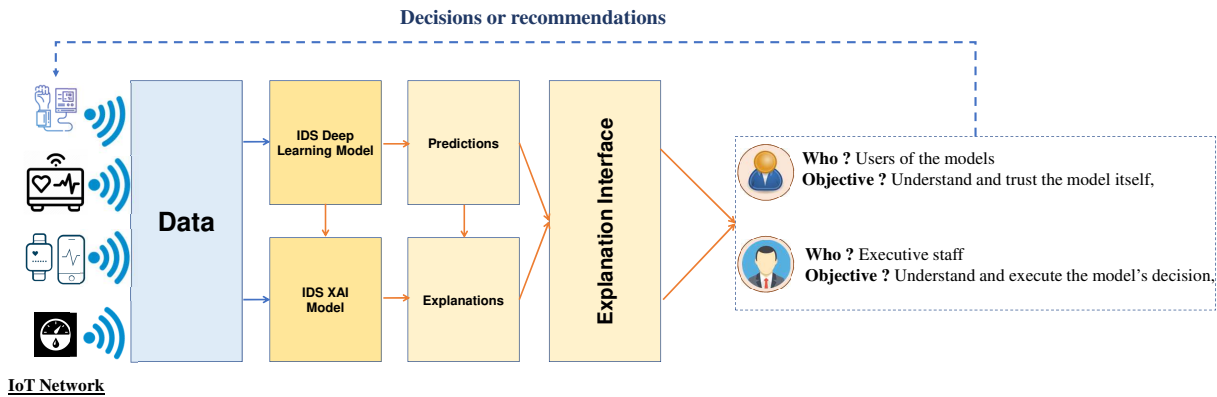 Decisions or recommendations
Data
IDS Deep
Learning Model
Predictions
IDS XAI
Model
Explanations
Explanation Interface
Who ? Users of the models
Objective ? Understand and trust the model itself,
Who ? Executive staff
Objective ? Understand and execute the model's decision,
IoT Network